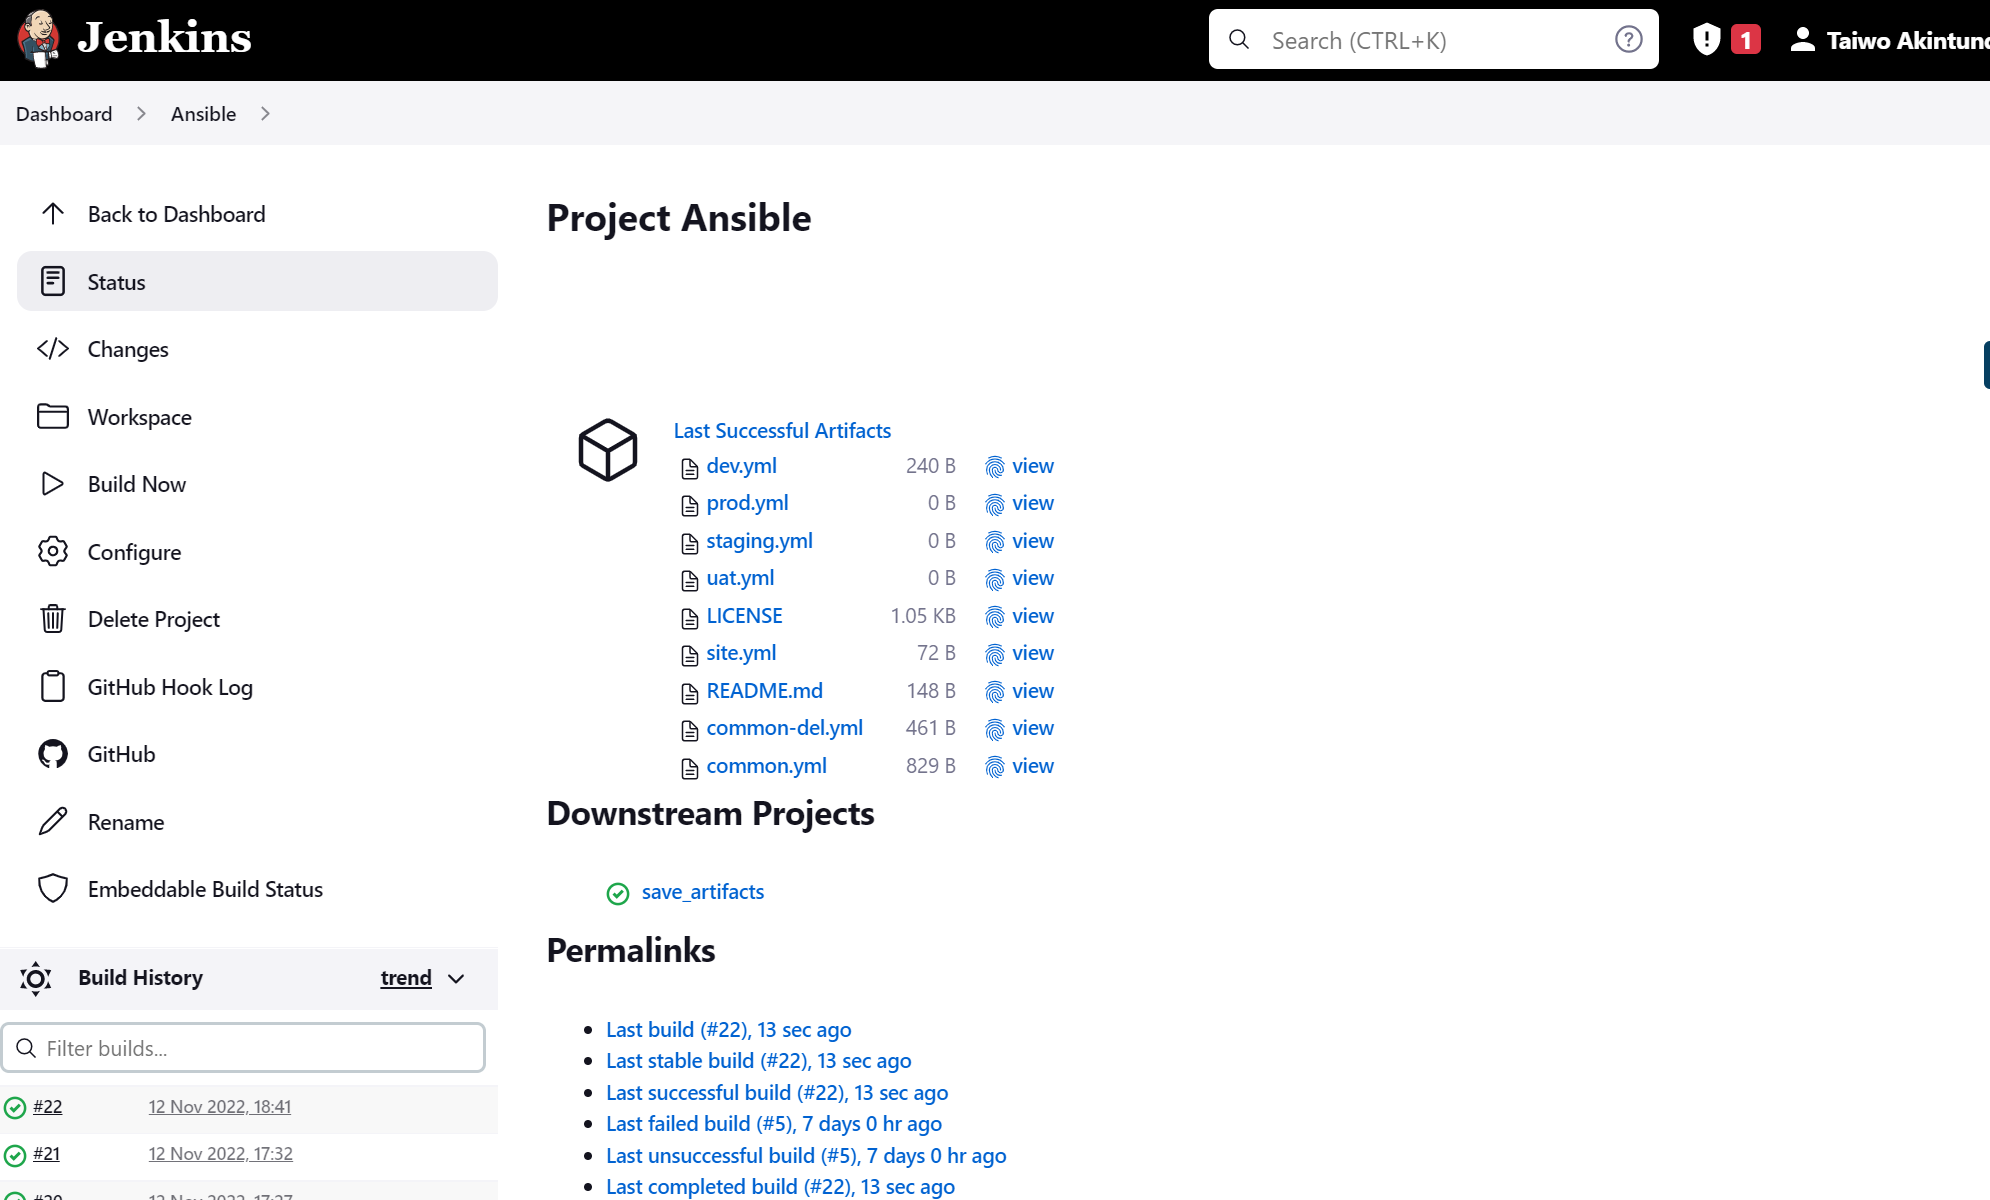 Jenkins
Search (CTRL+K)
1
Taiwo
Dashboard
Ansible
Back to Dashboard
Status
Changes
Workspace
Build Now
Configure
Delete Project
GitHub Hook Log
GitHub
Rename
Embeddable Build Status
Build History trend
Filter builds...
#22 12 Nov 2022, 18:41
#21 12 Nov 2022, 17:32
Project Ansible
Last Successful Artifacts
dev.yml 240 B view
prod.yml 0 B view
staging.yml 0 B view
uat.yml 0 B view
LICENSE 1.05 KB view
site.yml 72 B view
README.md 148 B view
common-del.yml 461 B view
common.yml 829 B view
Downstream Projects
save_artifacts
Permalinks
Last build (#22), 13 sec ago
Last stable build (#22), 13 sec ago
Last successful build (#22), 13 sec ago
Last failed build (#5), 7 days 0 hr ago
Last unsuccessful build (#5), 7 days 0 hr ago
Last completed build (#22), 13 sec ago